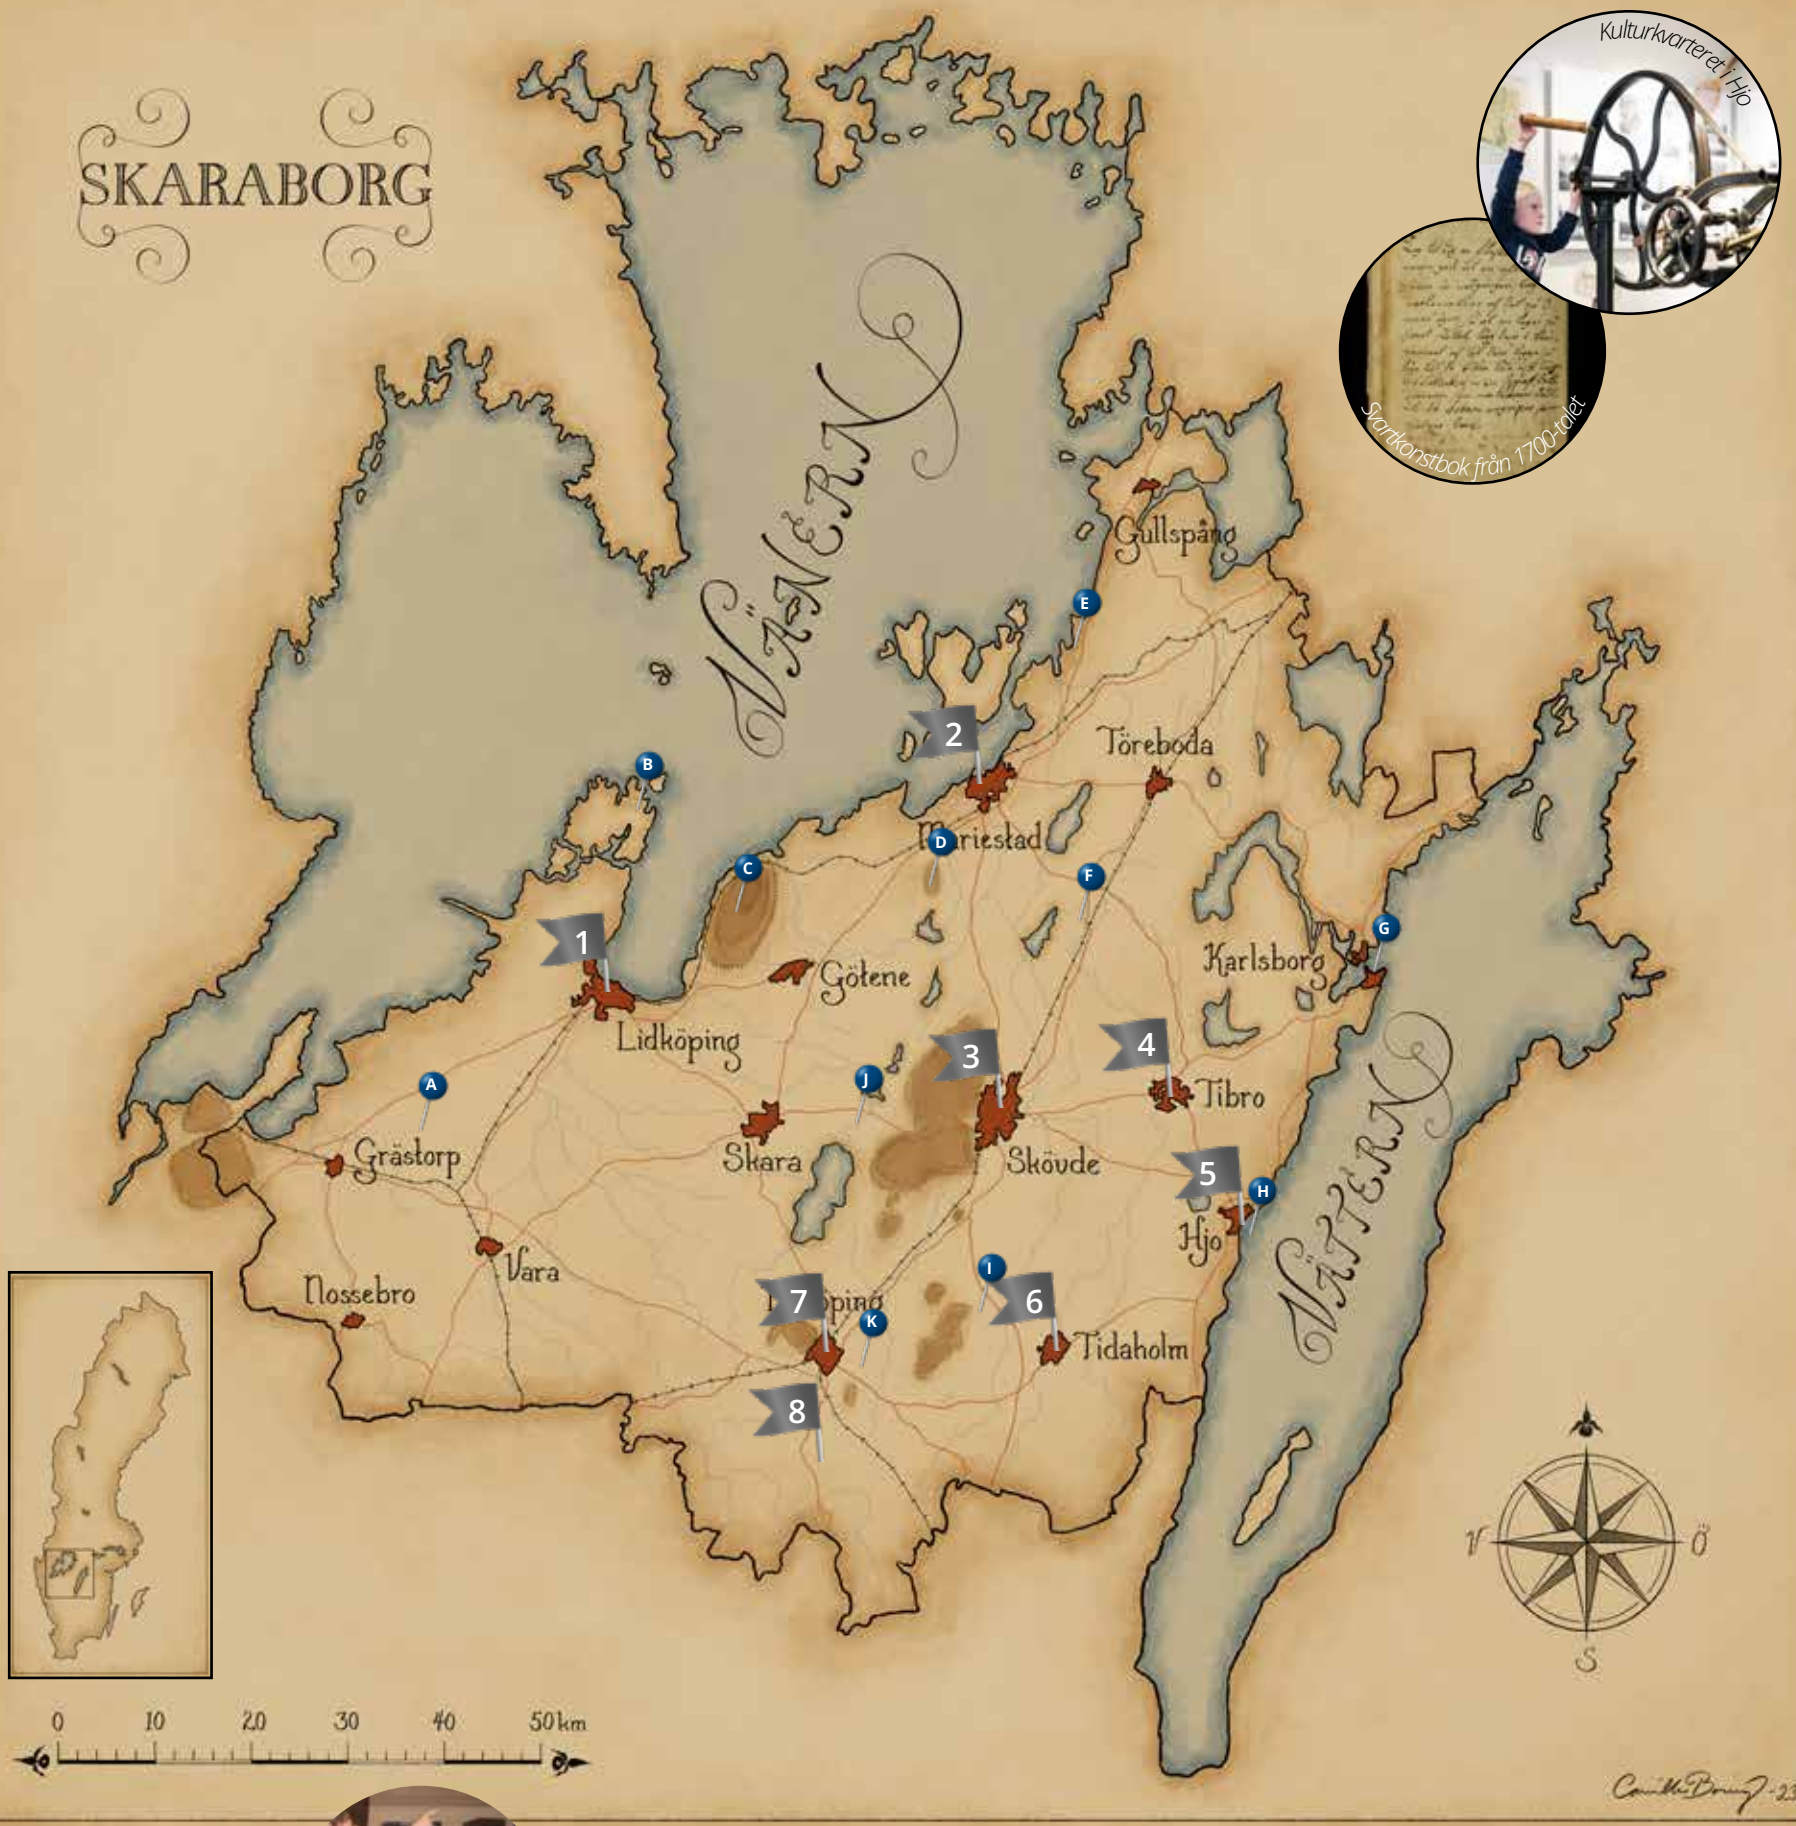 SKARABORG
Kulturkvarteret i Hjo
Svartkonstbok från 1700-talet
VÄNERN
Gullspång
E
2
Töreboda
B
Mariestad
D
C
F
G
1
Karlsborg
Götene
Lidköping
3
4
J
A
Tibro
Grästorp
Skara
Skövde
5
H
Hjo
VÄTTERN
Vara
Nossebro
I
7
6
K
Tidaholm
8
V
Ö
S
0 10 20 30 40 50 km